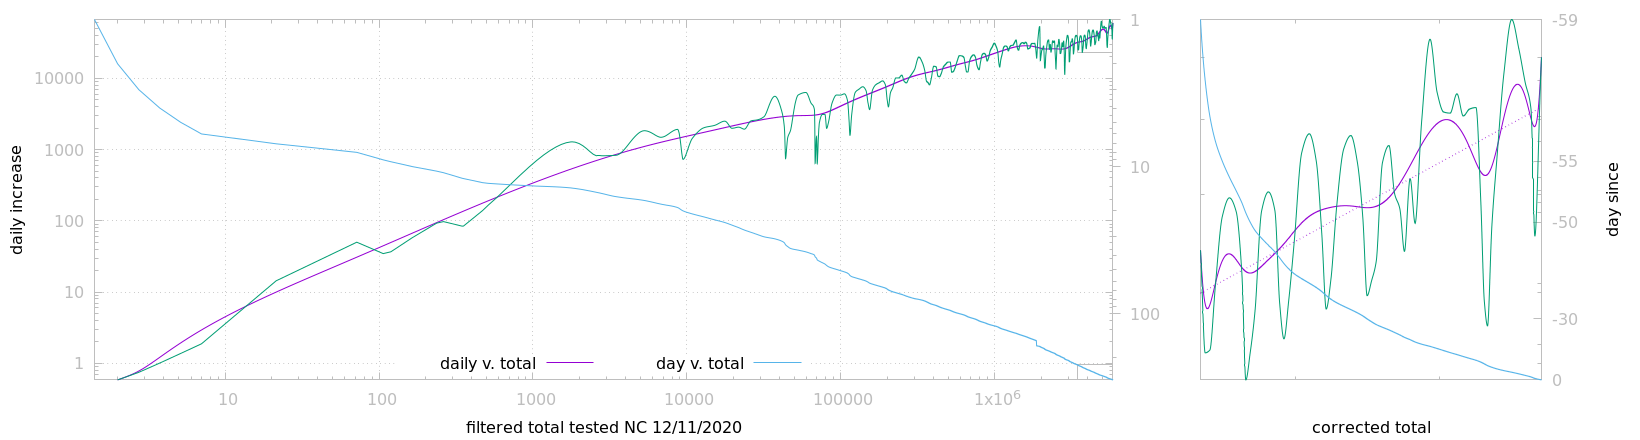 daily increase
10000
1000
100
10
1
10
100
1000
10000
100000
1x10⁶
filtered total tested NC 12/11/2020
daily v. total
day v. total
1
10
100
-59
-55
-50
-30
0
day since
corrected total